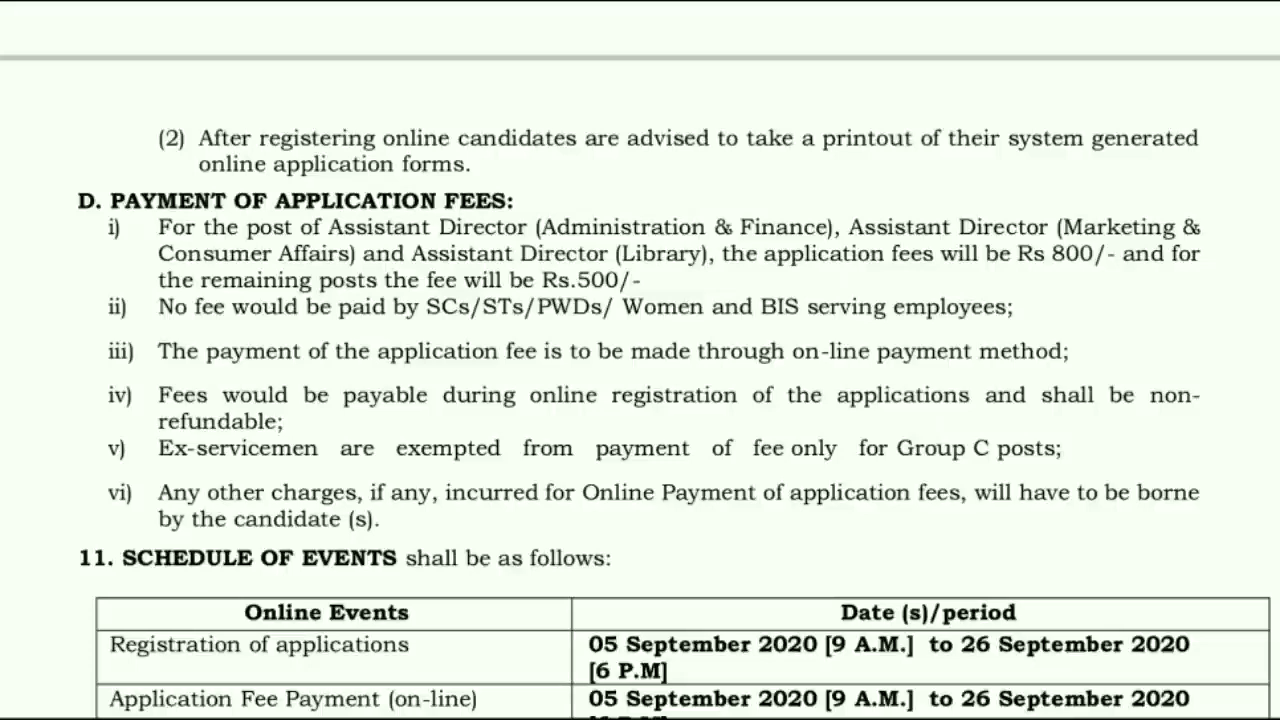 (2) After registering online candidates are advised to take a printout of their system generated
online application forms.
D. PAYMENT OF APPLICATION FEES:
i) For the post of Assistant Director (Administration & Finance), Assistant Director (Marketing &
Consumer Affairs) and Assistant Director (Library), the application fees will be Rs 800/- and for
the remaining posts the fee will be Rs.500/-
ii) No fee would be paid by SCs/STs/PWDs/ Women and BIS serving employees;
iii) The payment of the application fee is to be made through on-line payment method;
iv) Fees would be payable during online registration of the applications and shall be non-
refundable;
v) Ex-servicemen are exempted from payment of fee only for Group C posts;
vi) Any other charges, if any, incurred for Online Payment of application fees, will have to be borne
by the candidate (s).
11. SCHEDULE OF EVENTS shall be as follows:
Online Events Date (s)/period
Registration of applications 05 September 2020 [9 A.M.] to 26 September 2020
[6 P.M]
Application Fee Payment (on-line) 05 September 2020 [9 A.M.] to 26 September 2020